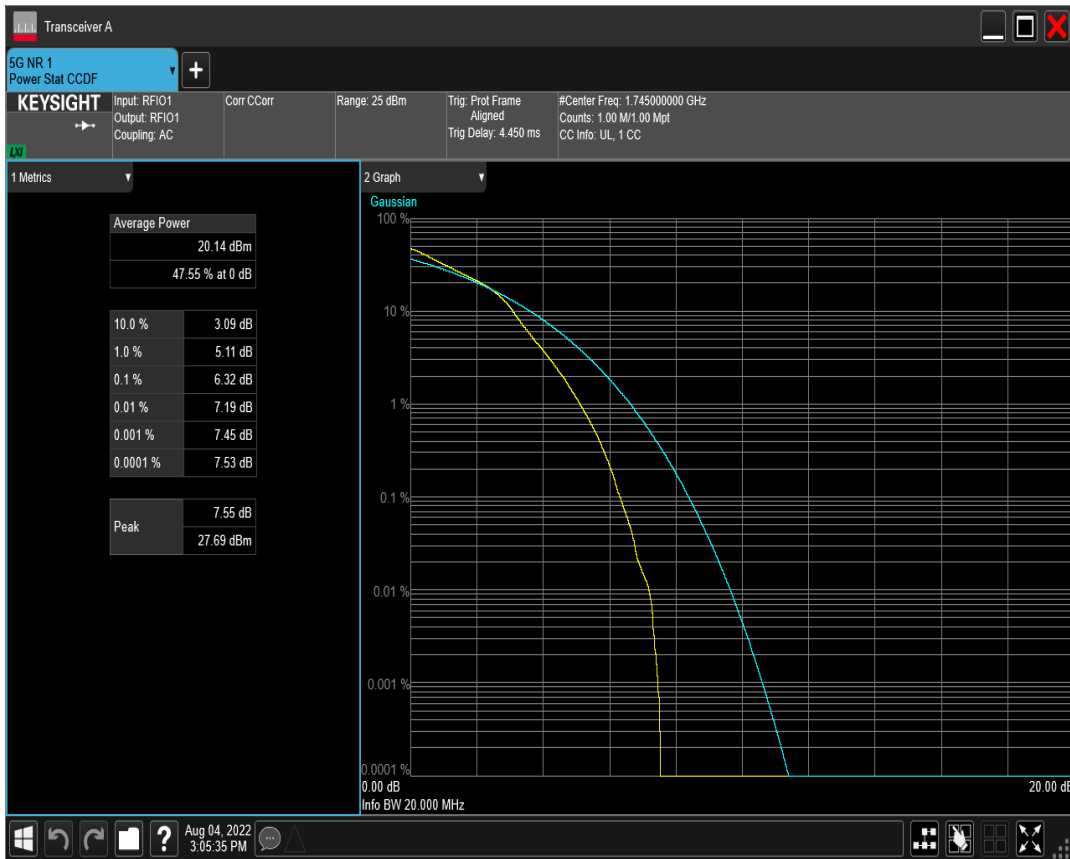 Transceiver A
5G NR 1
Power Stat CCDF
+
KEYSIGHT
LXI
Input: RFIO1
Output: RFIO1
Coupling: AC
Corr CCorr
Range: 25 dBm
Trig: Prot Frame
Aligned
Trig Delay: 4.450 ms
#Center Freq: 1.745000000 GHz
Counts: 1.00 M/1.00 Mpt
CC Info: UL, 1 CC
1 Metrics
Average Power
20.14 dBm
47.55 % at 0 dB
10.0 % 3.09 dB
1.0 % 5.11 dB
0.1 % 6.32 dB
0.01 % 7.19 dB
0.001 % 7.45 dB
0.0001 % 7.53 dB
Peak 7.55 dB
27.69 dBm
2 Graph
Gaussian
100 %
10 %
1 %
0.1 %
0.01 %
0.001 %
0.0001 %
0.00 dB 20.00 dB
Info BW 20.000 MHz
?
Aug 04, 2022
3:05:35 PM